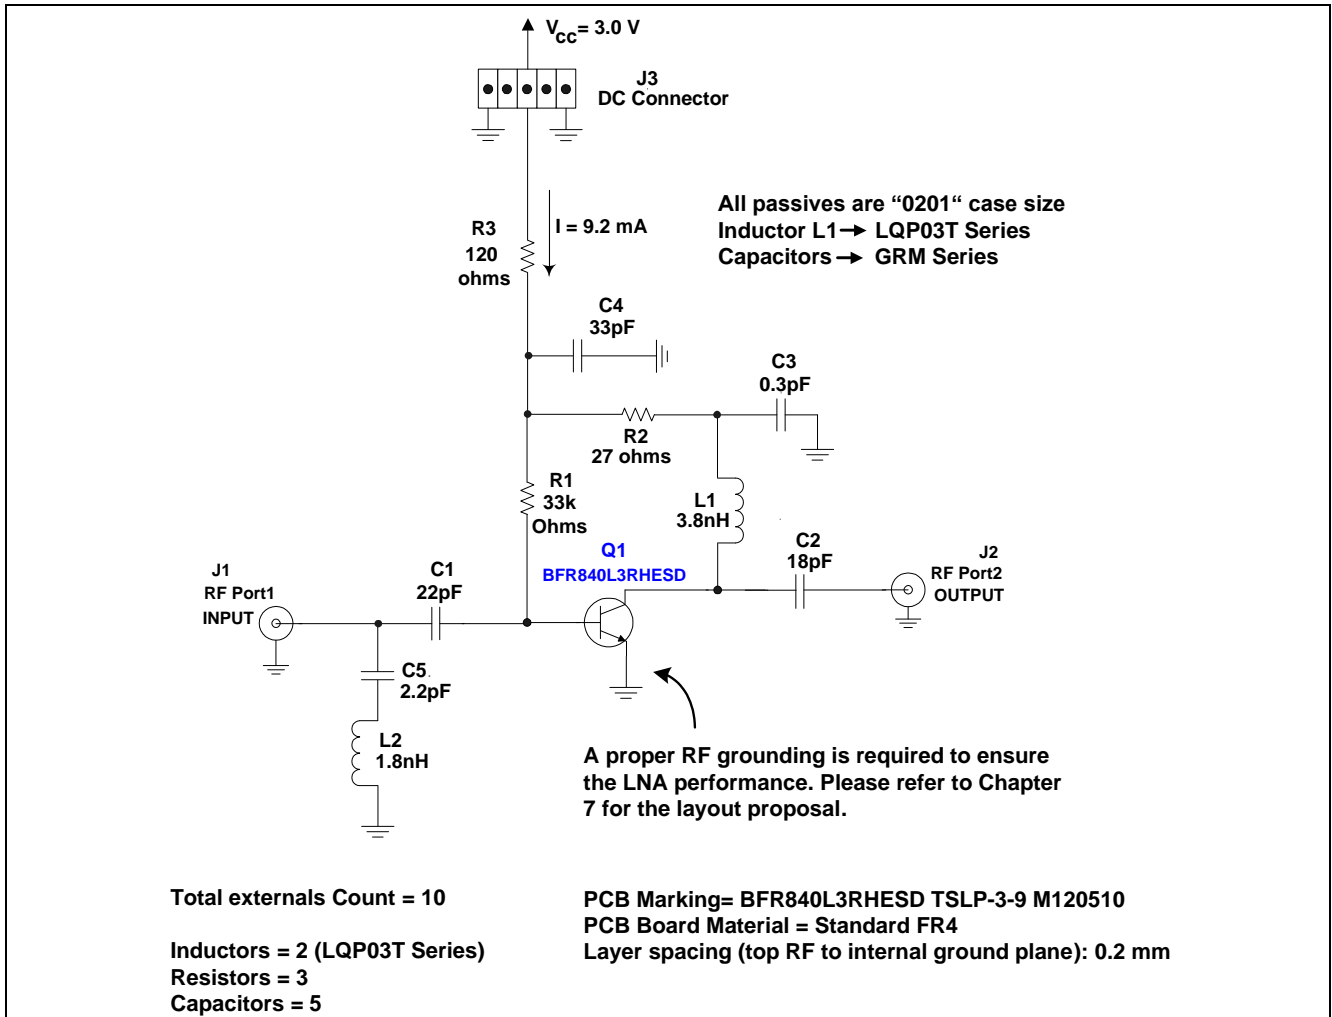 Vcc= 3.0 V
J3
DC Connector
All passives are “0201“ case size
Inductor L1→ LQP03T Series
Capacitors→ GRM Series
R3
120
ohms
I = 9.2 mA
C4
33pF
C3
0.3pF
R2
27 ohms
R1
33k
Ohms
L1
3.8nH
Q1
BFR840L3RHESD
C2
18pF
J2
RF Port2
OUTPUT
J1
RF Port1
INPUT
C1
22pF
C5
2.2pF
L2
1.8nH
A proper RF grounding is required to ensure
the LNA performance. Please refer to Chapter
7 for the layout proposal.
Total externals Count = 10
Inductors = 2 (LQP03T Series)
Resistors = 3
Capacitors = 5
PCB Marking= BFR840L3RHESD TSLP-3-9 M120510
PCB Board Material = Standard FR4
Layer spacing (top RF to internal ground plane): 0.2 mm